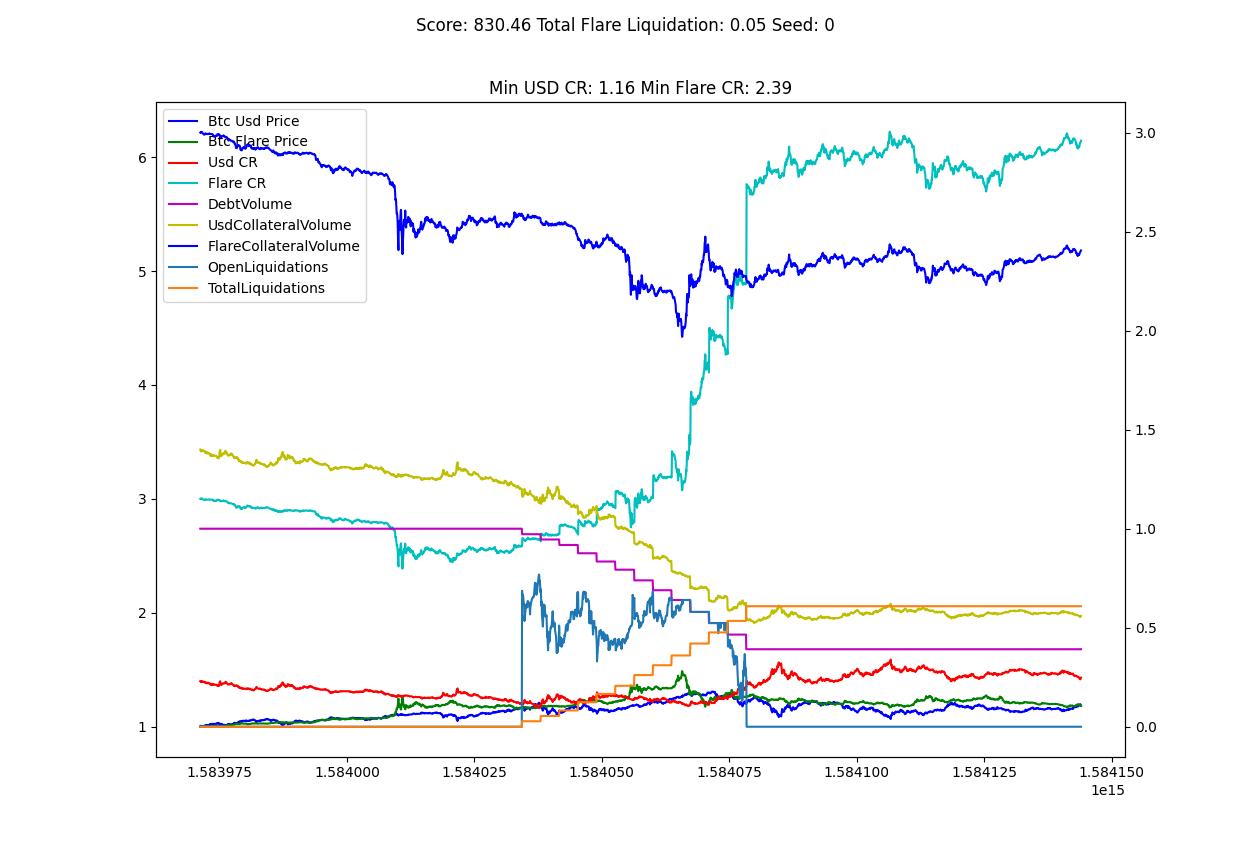 Score: 830.46 Total Flare Liquidation: 0.05 Seed: 0
Min USD CR: 1.16 Min Flare CR: 2.39
Btc Usd Price
Btc Flare Price
Usd CR
Flare CR
DebtVolume
UsdCollateralVolume
FlareCollateralVolume
OpenLiquidations
TotalLiquidations
6
5
4
3
2
1
3.0
2.5
2.0
1.5
1.0
0.5
0.0
1.583975 1.584000 1.584025 1.584050 1.584075 1.584100 1.584125 1.584150
1e15